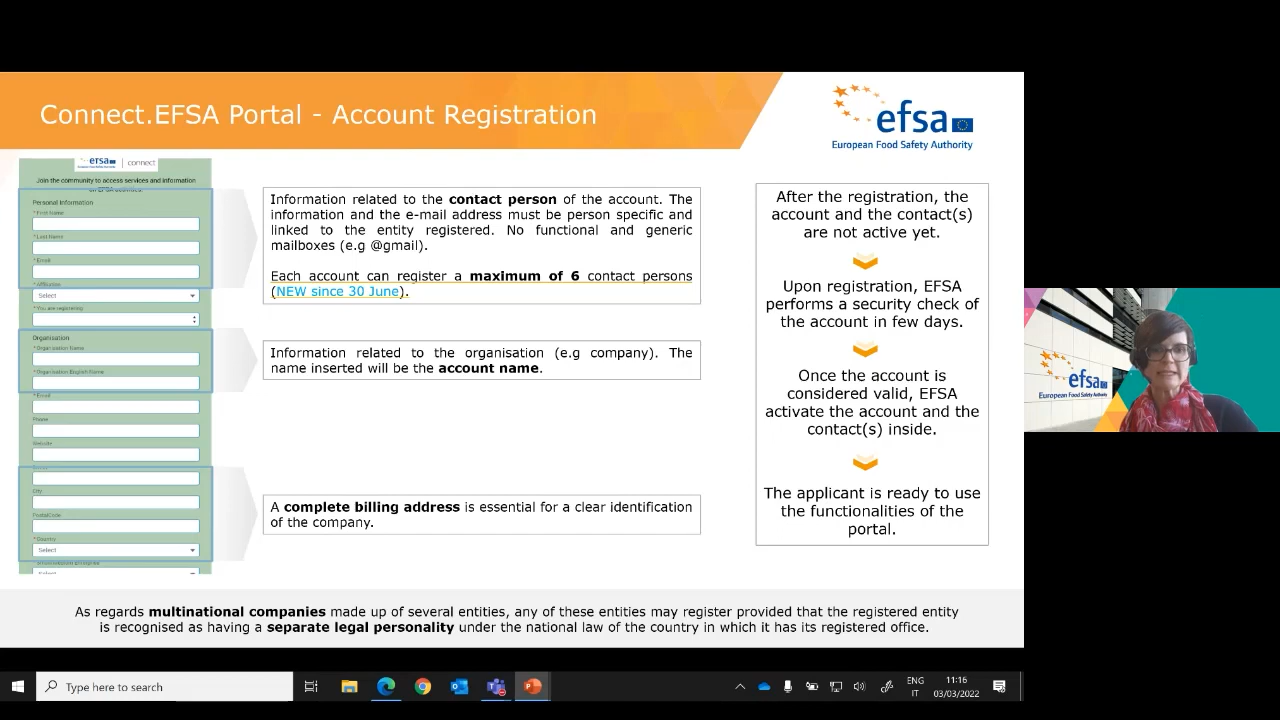 Connect.EFSA Portal - Account Registration
efsa
European Food Safety Authority
efsa | connect
Join the community to access services and information
on EFSA activities.
Personal Information
* First Name
* Last Name
* Email
* Affiliation
Select
* You are registering
Organisation
* Organisation Name
* Organisation English Name
* Email
Phone
Website
City
PostalCode
* Country
Select
Select
Information related to the contact person of the account. The
information and the e-mail address must be person specific and
linked to the entity registered. No functional and generic
mailboxes (e.g @gmail).
Each account can register a maximum of 6 contact persons
(NEW since 30 June).
Information related to the organisation (e.g company). The
name inserted will be the account name.
A complete billing address is essential for a clear identification
of the company.
After the registration, the
account and the contact(s)
are not active yet.
Upon registration, EFSA
performs a security check of
the account in few days.
Once the account is
considered valid, EFSA
activate the account and the
contact(s) inside.
The applicant is ready to use
the functionalities of the
portal.
As regards multinational companies made up of several entities, any of these entities may register provided that the registered entity
is recognised as having a separate legal personality under the national law of the country in which it has its registered office.
efsa
European Food Safety Authority
Type here to search
ENG
IT
11:16
03/03/2022